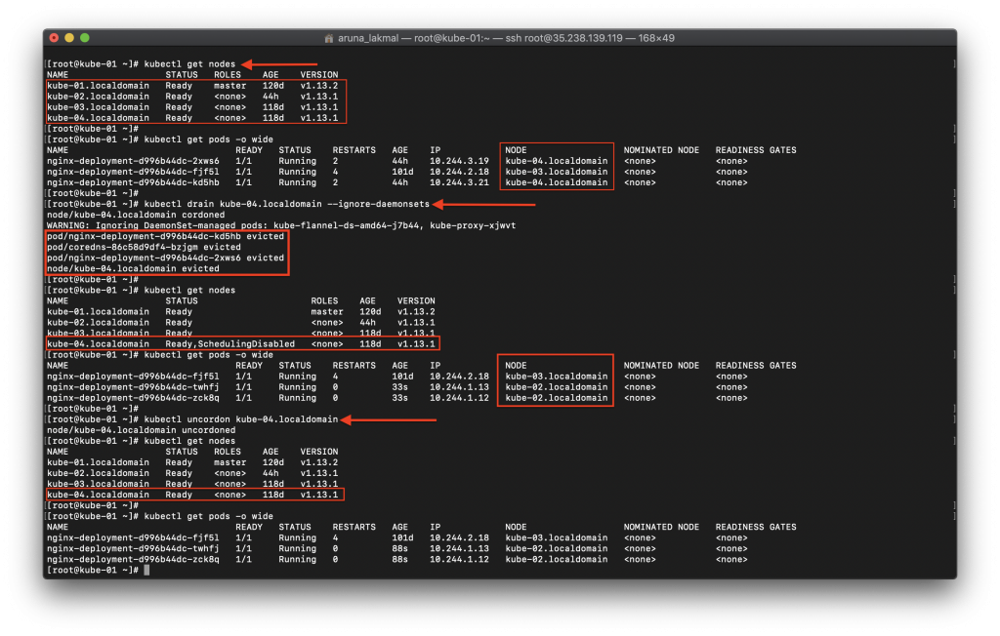 aruna_lakmal — root@kube-01:~ — ssh root@35.238.139.119 — 168×49
[[root@kube-01 ~]# kubectl get nodes ]
NAME STATUS ROLES AGE VERSION
kube-01.localdomain Ready master 120d v1.13.2
kube-02.localdomain Ready <none> 44h v1.13.1
kube-03.localdomain Ready <none> 118d v1.13.1
kube-04.localdomain Ready <none> 118d v1.13.1
[[root@kube-01 ~]# ]
[[root@kube-01 ~]# kubectl get pods -o wide ]
NAME READY STATUS RESTARTS AGE IP NODE NOMINATED NODE READINESS GATES
nginx-deployment-d996b44dc-2xws6 1/1 Running 2 44h 10.244.3.19 kube-04.localdomain <none> <none>
nginx-deployment-d996b44dc-fjf5l 1/1 Running 4 101d 10.244.2.18 kube-03.localdomain <none> <none>
nginx-deployment-d996b44dc-kd5hb 1/1 Running 2 44h 10.244.3.21 kube-04.localdomain <none> <none>
[[root@kube-01 ~]# ]
[[root@kube-01 ~]# kubectl drain kube-04.localdomain --ignore-daemonsets ]
node/kube-04.localdomain cordoned
WARNING: Ignoring DaemonSet-managed pods: kube-flannel-ds-amd64-j7b44, kube-proxy-xjwvt
pod/nginx-deployment-d996b44dc-kd5hb evicted
pod/coredns-86c58d9df4-bzjgm evicted
pod/nginx-deployment-d996b44dc-2xws6 evicted
node/kube-04.localdomain evicted
[[root@kube-01 ~]# ]
[[root@kube-01 ~]# kubectl get nodes ]
NAME STATUS ROLES AGE VERSION
kube-01.localdomain Ready master 120d v1.13.2
kube-02.localdomain Ready <none> 44h v1.13.1
kube-03.localdomain Ready <none> 118d v1.13.1
kube-04.localdomain Ready,SchedulingDisabled <none> 118d v1.13.1
[[root@kube-01 ~]# kubectl get pods -o wide ]
NAME READY STATUS RESTARTS AGE IP NODE NOMINATED NODE READINESS GATES
nginx-deployment-d996b44dc-fjf5l 1/1 Running 4 101d 10.244.2.18 kube-03.localdomain <none> <none>
nginx-deployment-d996b44dc-twhfj 1/1 Running 0 33s 10.244.1.13 kube-02.localdomain <none> <none>
nginx-deployment-d996b44dc-zck8q 1/1 Running 0 33s 10.244.1.12 kube-02.localdomain <none> <none>
[[root@kube-01 ~]# ]
[[root@kube-01 ~]# kubectl uncordon kube-04.localdomain ]
node/kube-04.localdomain uncordoned
[[root@kube-01 ~]# kubectl get nodes ]
NAME STATUS ROLES AGE VERSION
kube-01.localdomain Ready master 120d v1.13.2
kube-02.localdomain Ready <none> 44h v1.13.1
kube-03.localdomain Ready <none> 118d v1.13.1
kube-04.localdomain Ready <none> 118d v1.13.1
[[root@kube-01 ~]# ]
[[root@kube-01 ~]# kubectl get pods -o wide ]
NAME READY STATUS RESTARTS AGE IP NODE NOMINATED NODE READINESS GATES
nginx-deployment-d996b44dc-fjf5l 1/1 Running 4 101d 10.244.2.18 kube-03.localdomain <none> <none>
nginx-deployment-d996b44dc-twhfj 1/1 Running 0 88s 10.244.1.13 kube-02.localdomain <none> <none>
nginx-deployment-d996b44dc-zck8q 1/1 Running 0 88s 10.244.1.12 kube-02.localdomain <none> <none>
[root@kube-01 ~]#